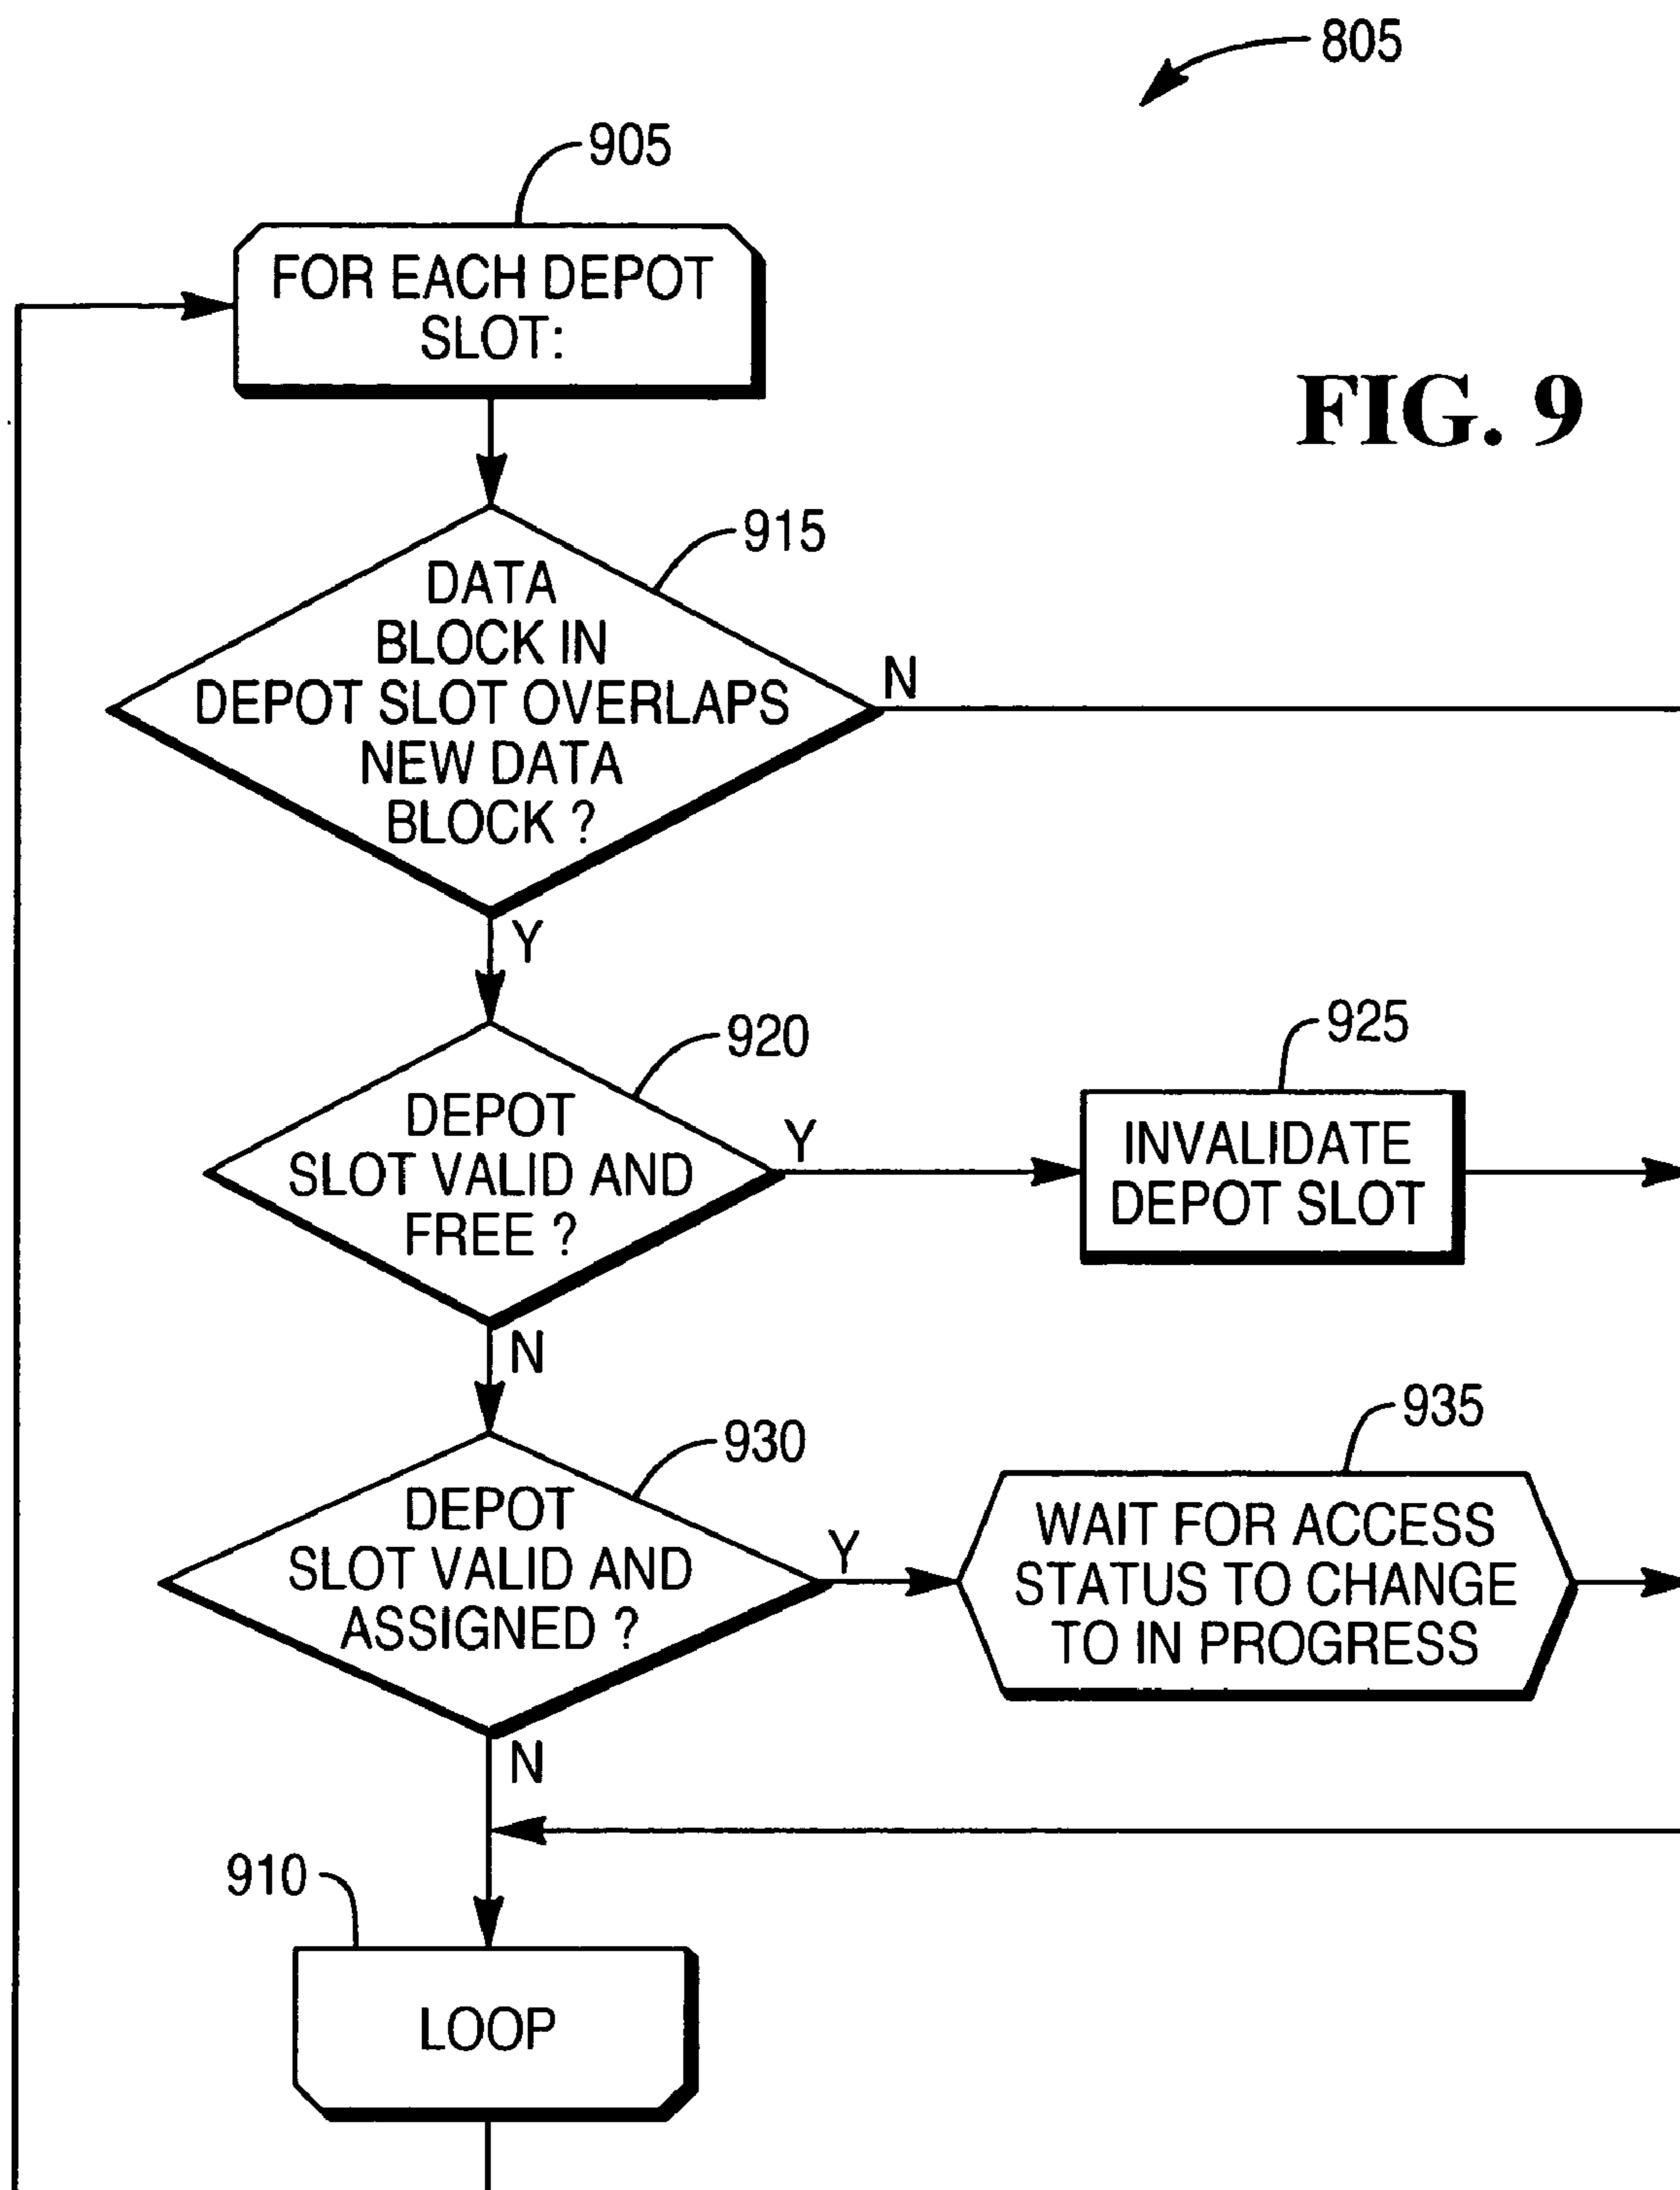 805
905
FOR EACH DEPOT
SLOT:
FIG. 9
915
DATA
BLOCK IN
DEPOT SLOT OVERLAPS
NEW DATA
BLOCK ?
N
Y
920
DEPOT
SLOT VALID AND
FREE ?
Y
925
INVALIDATE
DEPOT SLOT
N
930
DEPOT
SLOT VALID AND
ASSIGNED ?
Y
935
WAIT FOR ACCESS
STATUS TO CHANGE
TO IN PROGRESS
N
910
LOOP